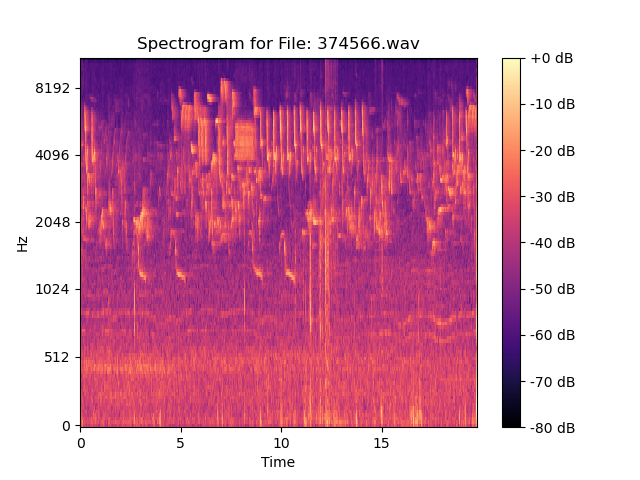 Spectrogram for File: 374566.wav
+0 dB
8192
-10 dB
-20 dB
4096
-30 dB
2048
-40 dB
Hz
1024
-50 dB
-60 dB
512
-70 dB
0
-80 dB
0 5 10 15
Time